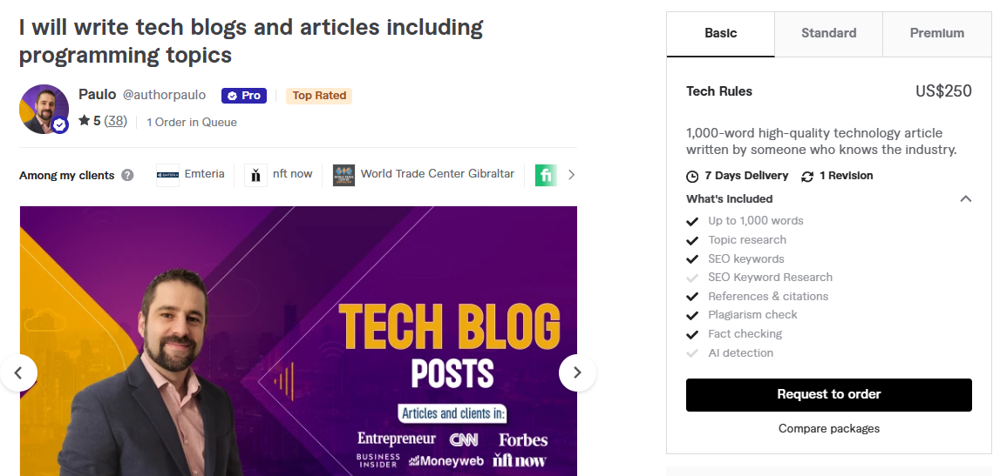 I will write tech blogs and articles including
programming topics
Paulo @authorpaulo Pro Top Rated
5 (38) 1 Order in Queue
Among my clients ? EMTERIA Emteria nft now World Trade Center Gibraltar fi
TECH BLOG
POSTS
Articles and clients in:
Entrepreneur CNN Forbes
BUSINESS
INSIDER Moneyweb nft now
Basic Standard Premium
Tech Rules US$250
1,000-word high-quality technology article
written by someone who knows the industry.
7 Days Delivery 1 Revision
What's Included
Up to 1,000 words
Topic research
SEO keywords
SEO Keyword Research
References & citations
Plagiarism check
Fact checking
AI detection
Request to order
Compare packages